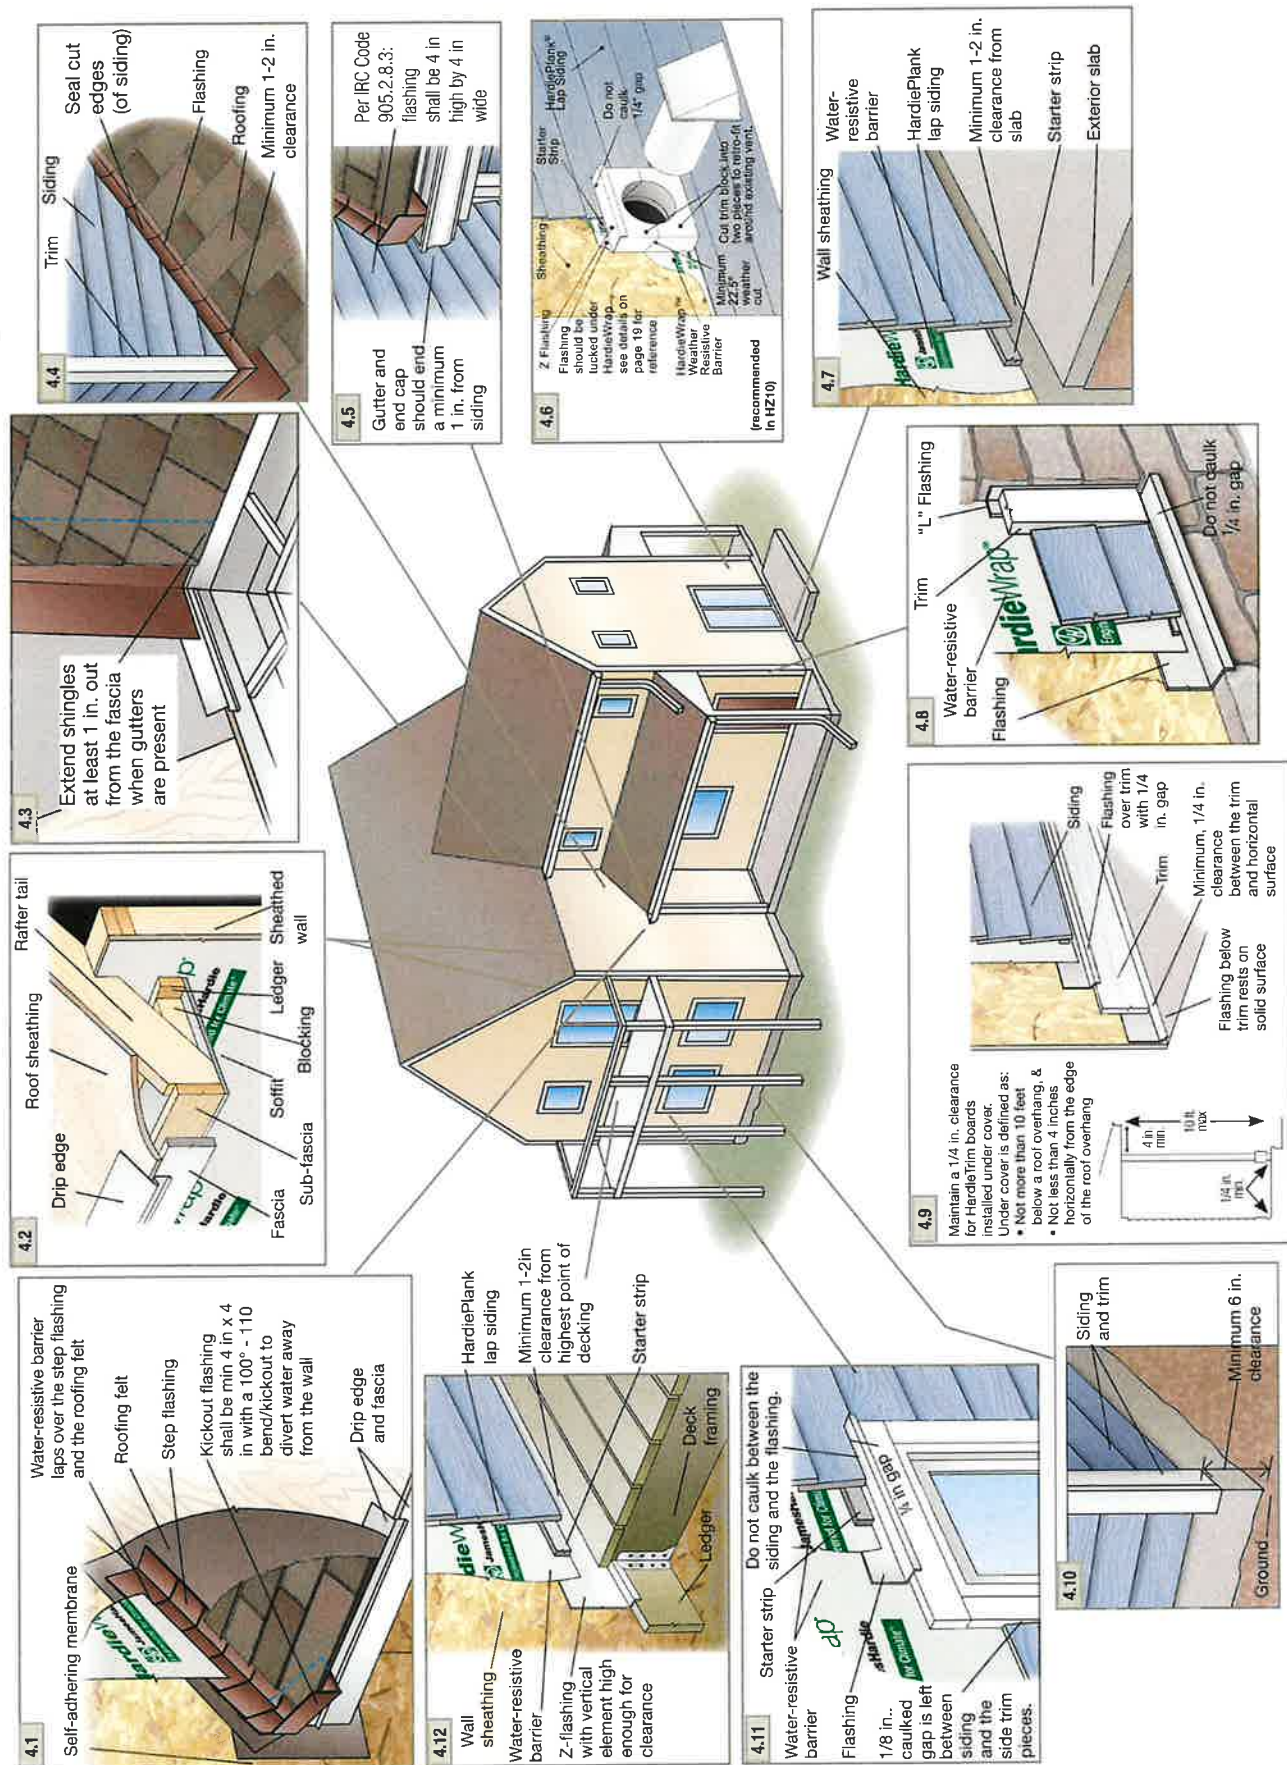 4.1
Self-adhering membrane
Water-resistive barrier
laps over the step flashing
and the roofing felt
Roofing felt
Step flashing
Kickout flashing
shall be min 4 in x 4
in with a 100° - 110
bend/kickout to
divert water away
from the wall
Drip edge
and fascia
4.2
Drip edge
Roof sheathing
Rafter tail
Fascia
Sub-fascia
Soffit
Blocking
Ledger
Sheathed
wall
4.3
Extend shingles
at least 1 in. out
from the fascia
when gutters
are present
4.4
Trim
Siding
Seal cut
edges
(of siding)
Flashing
Roofing
Minimum 1-2 in.
clearance
4.5
Gutter and
end cap
should end
a minimum
1 in. from
siding
Per IRC Code
905.2.8.3:
flashing
shall be 4 in
high by 4 in
wide
4.6
Z Flashing
Flashing
should be
tucked under
HardieWrap
see details on
page 19 for
reference
HardieWrap™
Weather
Resistive
Barrier
(recommended
In HZ10)
Sheathing
Starter
Strip
HardiePlank®
Lap Siding
Do not
caulk
1/4" gap
Minimum
22.5°
weather
cut
Cut trim block into
two pieces to retro-fit
around existing vent.
4.7
Wall sheathing
Water-
resistive
barrier
HardiePlank
lap siding
Minimum 1-2 in.
clearance from
slab
Starter strip
Exterior slab
HardieWrap
4.8
Water-resistive
barrier
Flashing
Trim
"L" Flashing
Do not caulk
1/4 in. gap
rdieWrap®
4.9
Maintain a 1/4 in. clearance
for HardieTrim boards
installed under cover.
Under cover is defined as:
• Not more than 10 feet
below a roof overhang, &
• Not less than 4 inches
horizontally from the edge
of the roof overhang
4 in
min.
10 ft.
max
1/4 in.
min.
Siding
Flashing
over trim
with 1/4
in. gap
Trim
Minimum, 1/4 in.
clearance
between the trim
and horizontal
surface
Flashing below
trim rests on
solid surface
4.10
Siding
and trim
Minimum 6 in.
clearance
Ground
4.11
Starter strip
Do not caulk between the
siding and the flashing.
Water-resistive
barrier
Flashing
1/8 in..
caulked
gap is left
between
siding
and the
side trim
pieces.
¼ in gap
4.12
Wall
sheathing
Water-resistive
barrier
Z-flashing
with vertical
element high
enough for
clearance
HardiePlank
lap siding
Minimum 1-2in
clearance from
highest point of
decking
Starter strip
Deck
framing
Ledger